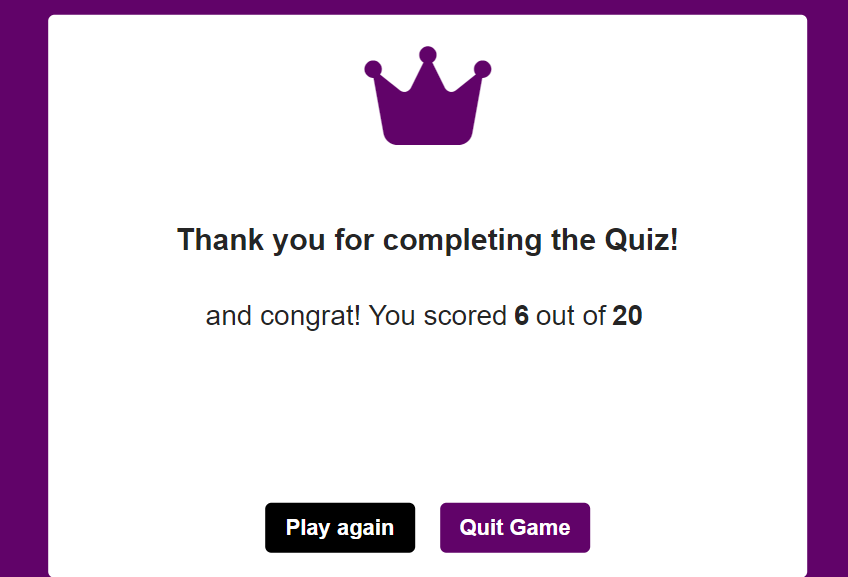 Thank you for completing the Quiz!
and congrat! You scored 6 out of 20
Play again
Quit Game